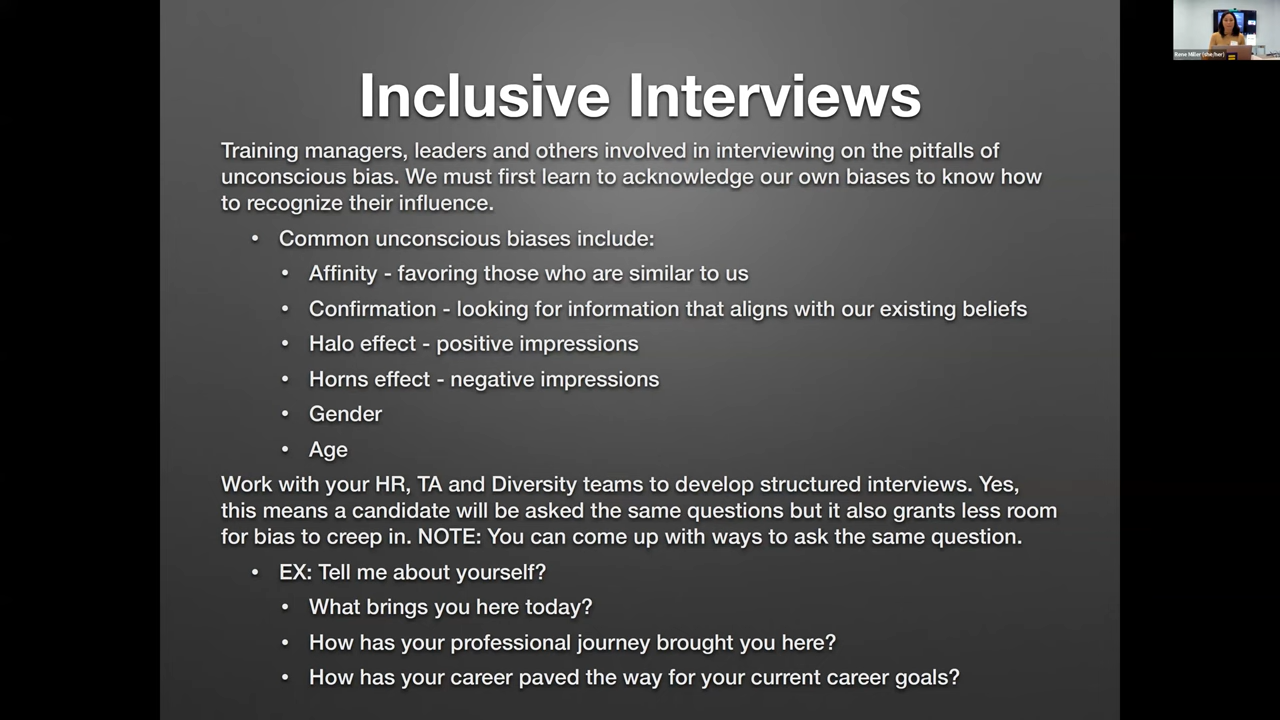 Inclusive Interviews
Training managers, leaders and others involved in interviewing on the pitfalls of
unconscious bias. We must first learn to acknowledge our own biases to know how
to recognize their influence.
• Common unconscious biases include:
• Affinity - favoring those who are similar to us
• Confirmation - looking for information that aligns with our existing beliefs
• Halo effect - positive impressions
• Horns effect - negative impressions
• Gender
• Age
Work with your HR, TA and Diversity teams to develop structured interviews. Yes,
this means a candidate will be asked the same questions but it also grants less room
for bias to creep in. NOTE: You can come up with ways to ask the same question.
• EX: Tell me about yourself?
• What brings you here today?
• How has your professional journey brought you here?
• How has your career paved the way for your current career goals?
Rene Miller (she/her)